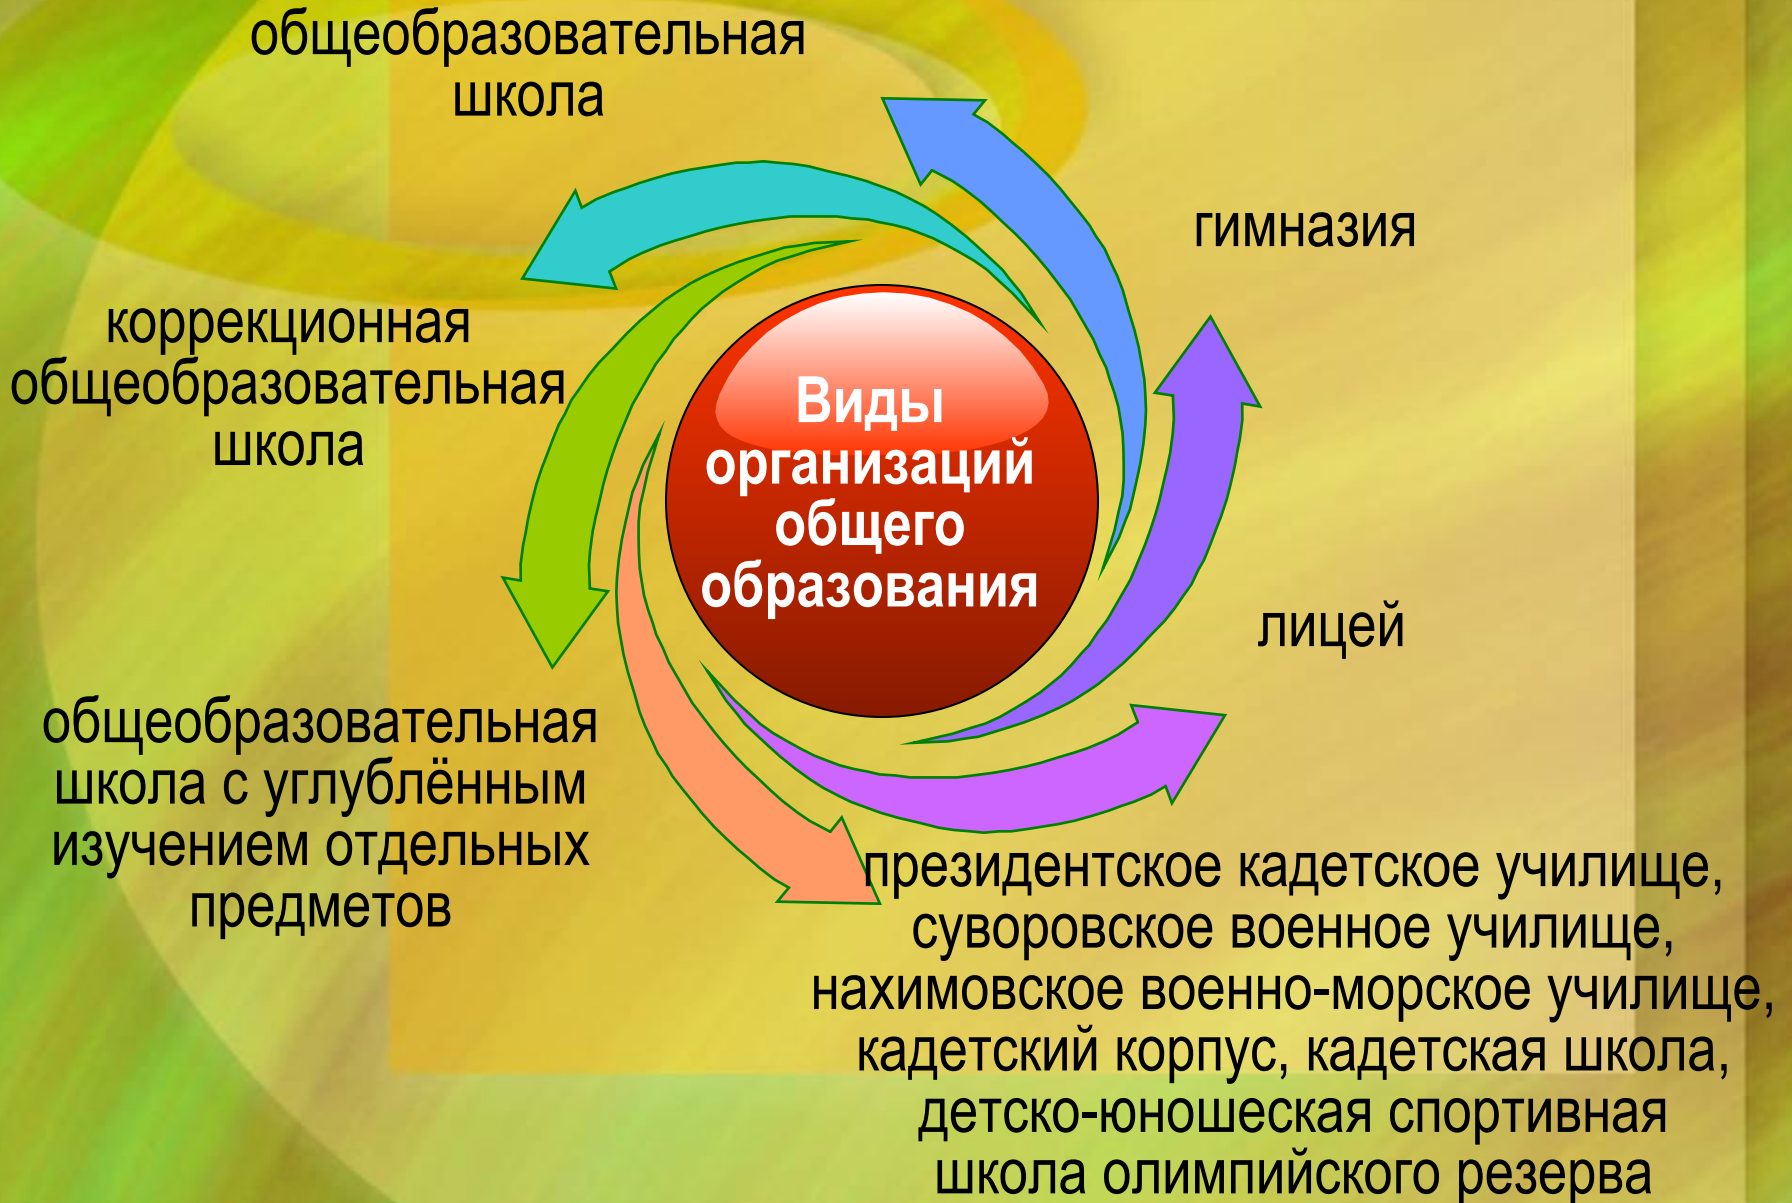 общеобразовательная
школа
гимназия
коррекционная
общеобразовательная
школа
Виды
организаций
общего
образования
лицей
общеобразовательная
школа с углублённым
изучением отдельных
предметов
президентское кадетское училище,
суворовское военное училище,
нахимовское военно-морское училище,
кадетский корпус, кадетская школа,
детско-юношеская спортивная
школа олимпийского резерва